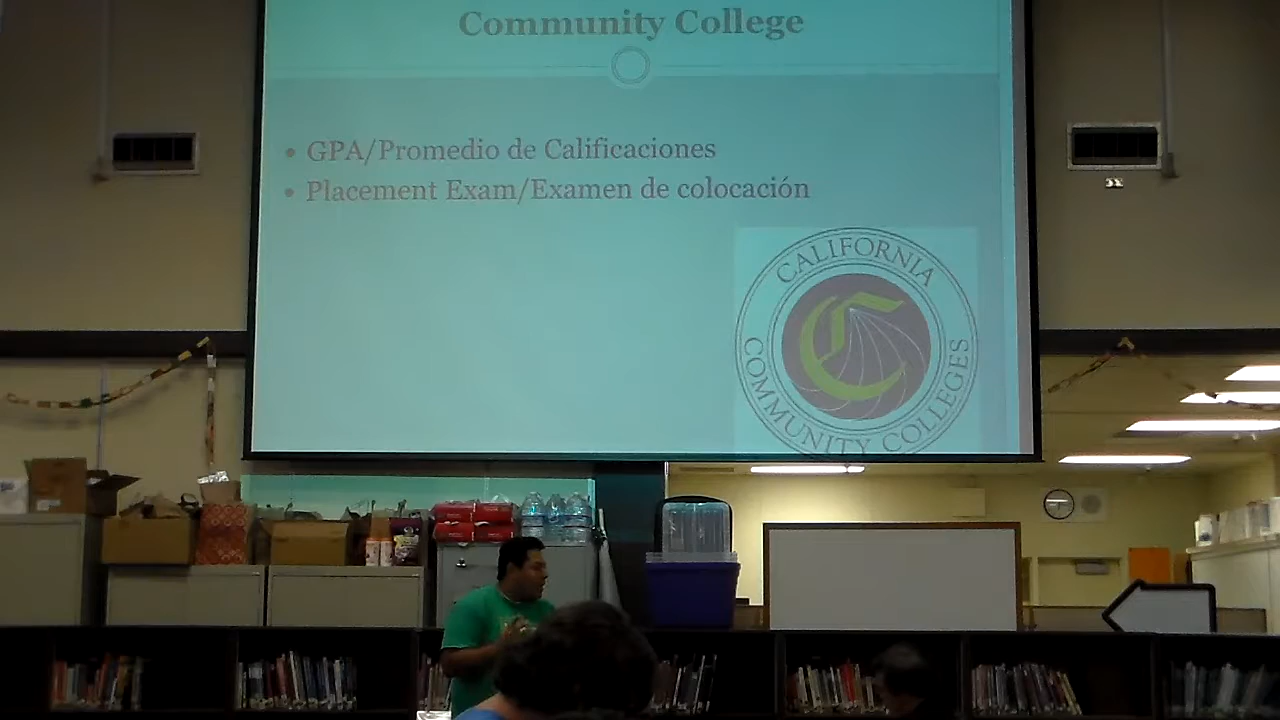 Community College
• GPA/Promedio de Calificaciones
• Placement Exam/Examen de colocación
CALIFORNIA
C
COMMUNITY COLLEGES